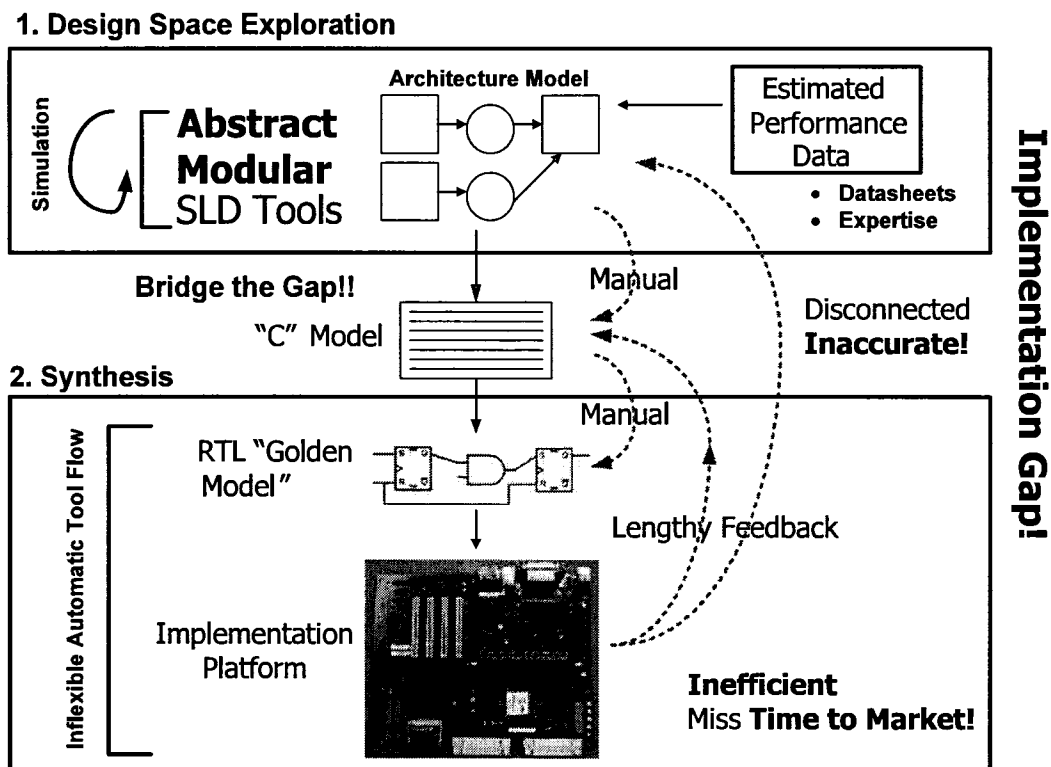 1. Design Space Exploration
Architecture Model
Simulation
Abstract
Modular
SLD Tools
Estimated
Performance
Data
• Datasheets
• Expertise
Implementation Gap!
Bridge the Gap!!
Manual
"C" Model
Disconnected
Inaccurate!
2. Synthesis
Manual
Inflexible Automatic Tool Flow
RTL "Golden
Model"
Lengthy Feedback
Implementation
Platform
Inefficient
Miss Time to Market!